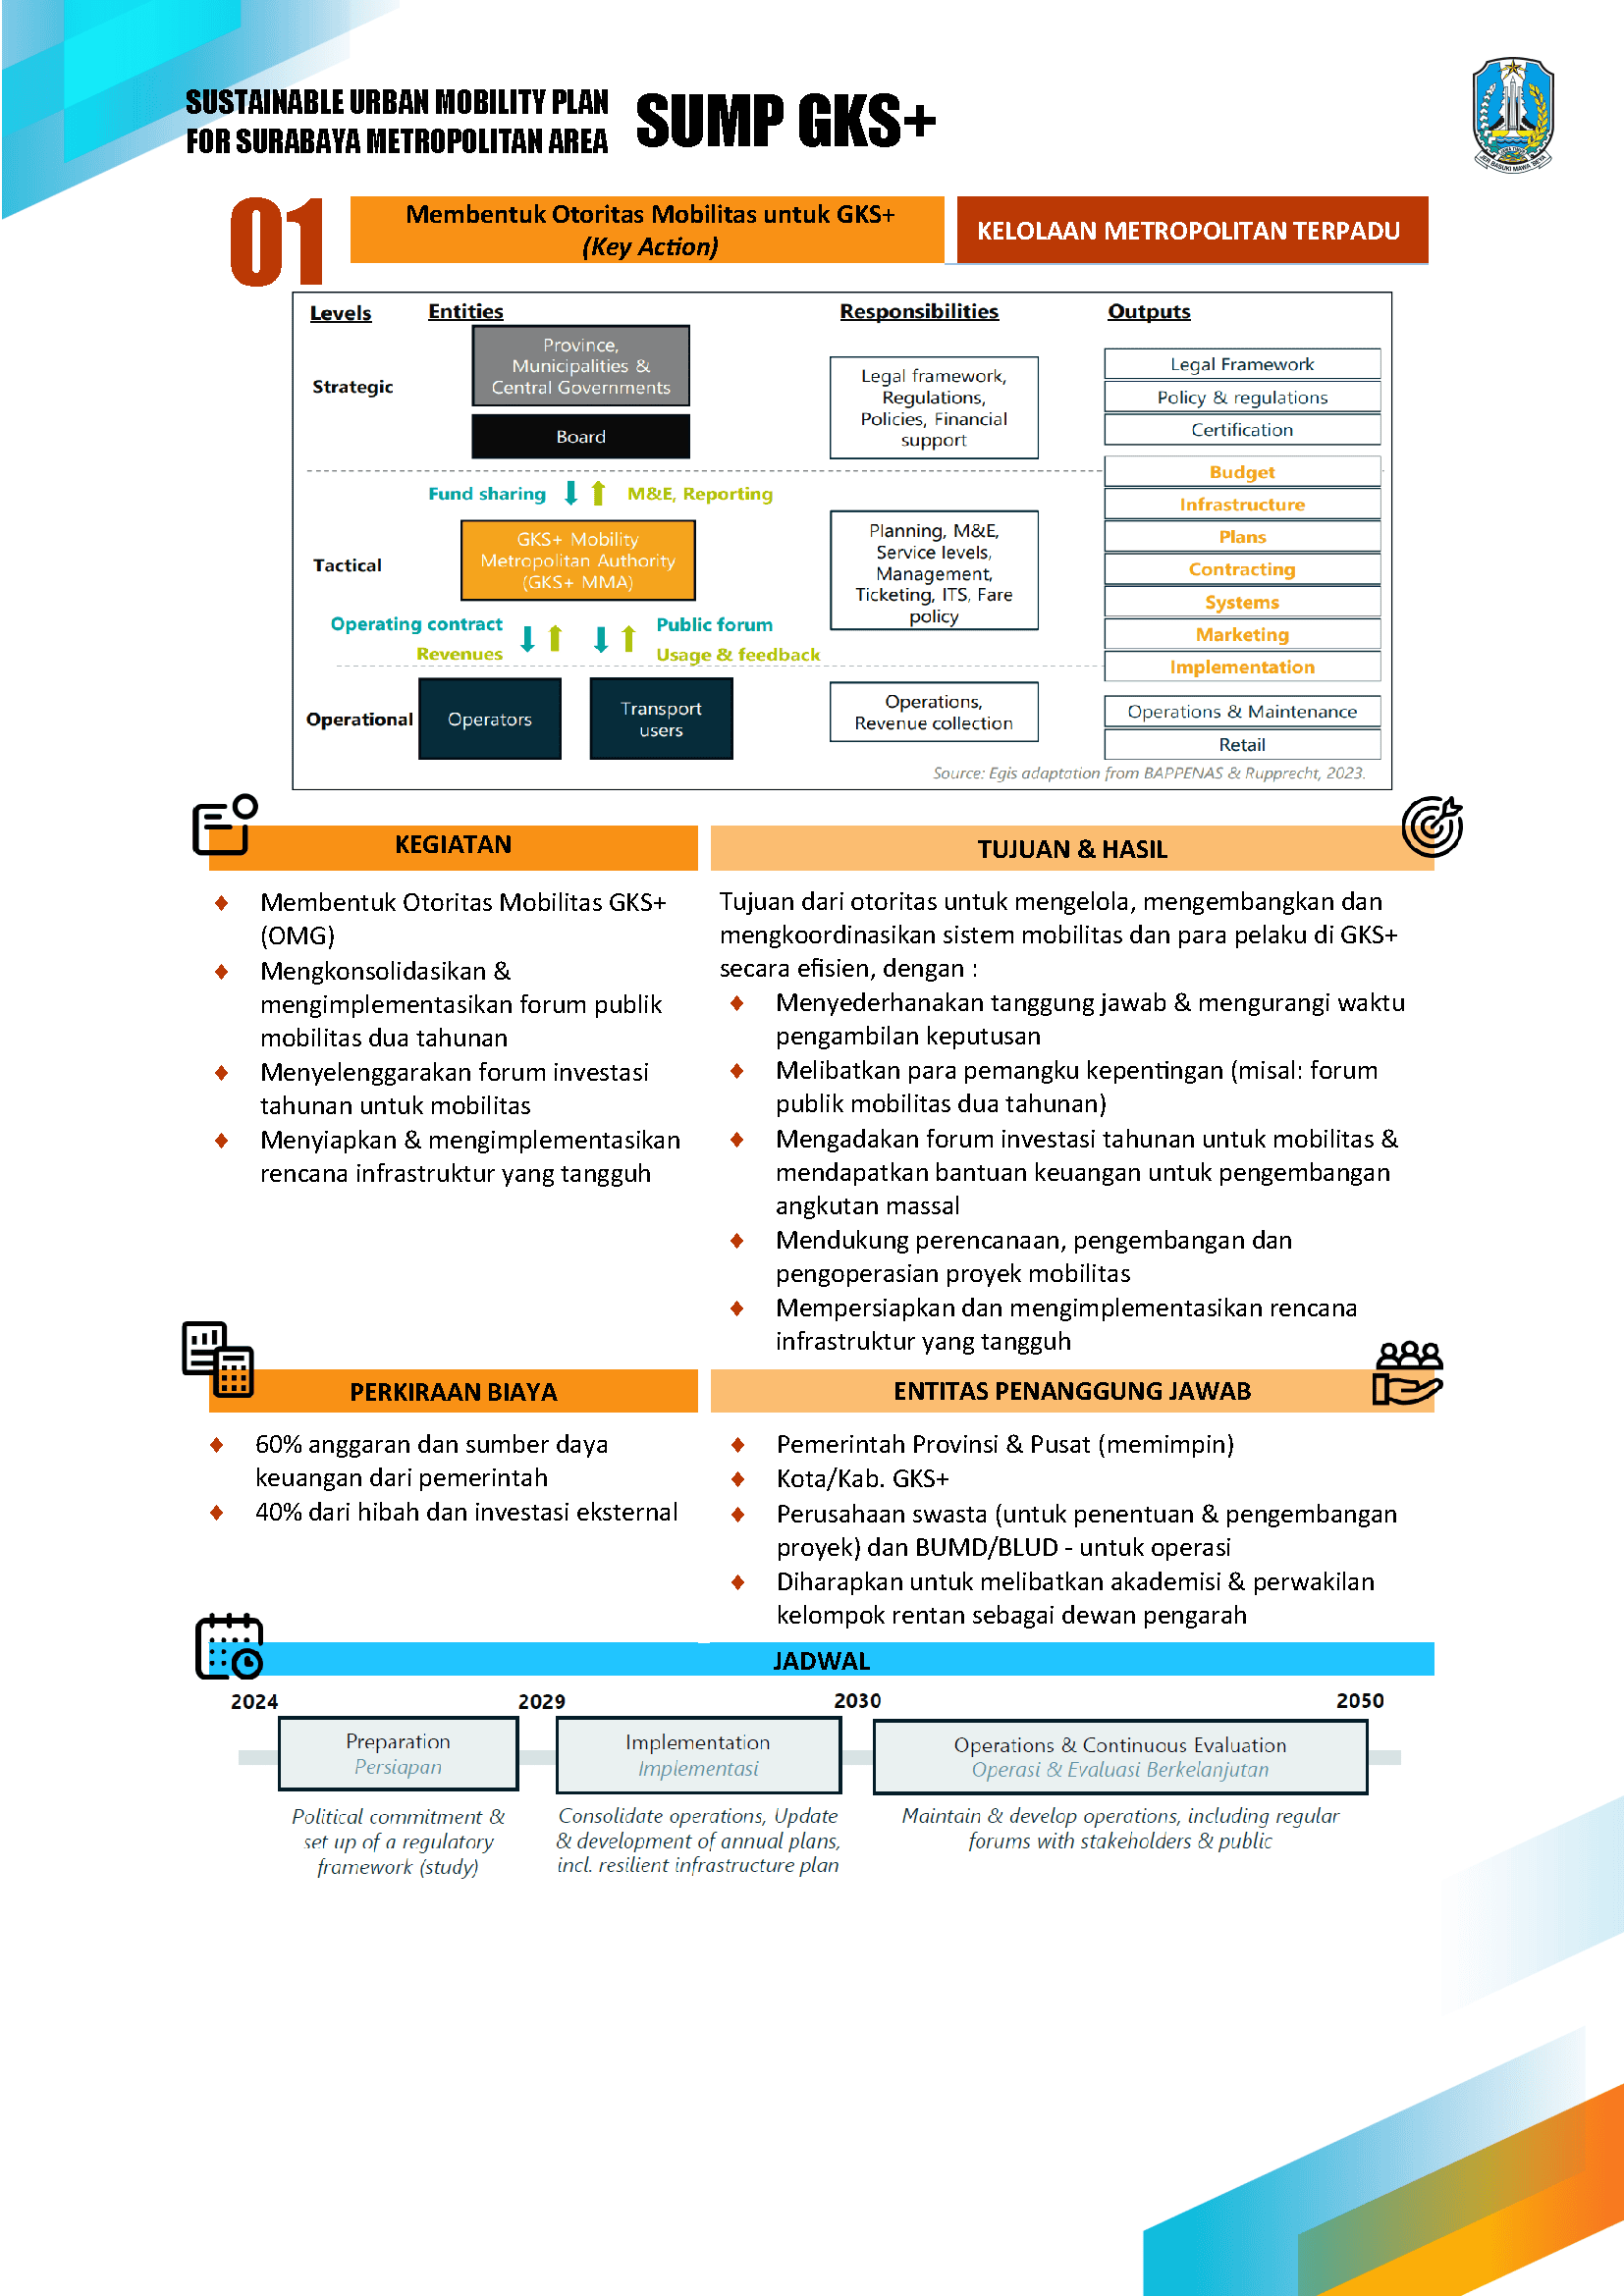 SUSTAINABLE URBAN MOBILITY PLAN
FOR SURABAYA METROPOLITAN AREA
SUMP GKS+
JAWA TIMUR
JER BASUKI MAWA BEYA
01
Membentuk Otoritas Mobilitas untuk GKS+
(Key Action)
KELOLAAN METROPOLITAN TERPADU
Levels
Entities
Responsibilities
Outputs
Strategic
Province,
Municipalities &
Central Governments
Board
Legal framework,
Regulations,
Policies, Financial
support
Legal Framework
Policy & regulations
Certification
Fund sharing
M&E, Reporting
Tactical
GKS+ Mobility
Metropolitan Authority
(GKS+ MMA)
Planning, M&E,
Service levels,
Management,
Ticketing, ITS, Fare
policy
Budget
Infrastructure
Plans
Contracting
Systems
Marketing
Implementation
Operating contract
Revenues
Public forum
Usage & feedback
Operational
Operators
Transport
users
Operations,
Revenue collection
Operations & Maintenance
Retail
Source: Egis adaptation from BAPPENAS & Rupprecht, 2023.
KEGIATAN
Membentuk Otoritas Mobilitas GKS+
(OMG)
Mengkonsolidasikan &
mengimplementasikan forum publik
mobilitas dua tahunan
Menyelenggarakan forum investasi
tahunan untuk mobilitas
Menyiapkan & mengimplementasikan
rencana infrastruktur yang tangguh
TUJUAN & HASIL
Tujuan dari otoritas untuk mengelola, mengembangkan dan
mengkoordinasikan sistem mobilitas dan para pelaku di GKS+
secara efisien, dengan :
Menyederhanakan tanggung jawab & mengurangi waktu
pengambilan keputusan
Melibatkan para pemangku kepentingan (misal: forum
publik mobilitas dua tahunan)
Mengadakan forum investasi tahunan untuk mobilitas &
mendapatkan bantuan keuangan untuk pengembangan
angkutan massal
Mendukung perencanaan, pengembangan dan
pengoperasian proyek mobilitas
Mempersiapkan dan mengimplementasikan rencana
infrastruktur yang tangguh
PERKIRAAN BIAYA
60% anggaran dan sumber daya
keuangan dari pemerintah
40% dari hibah dan investasi eksternal
ENTITAS PENANGGUNG JAWAB
Pemerintah Provinsi & Pusat (memimpin)
Kota/Kab. GKS+
Perusahaan swasta (untuk penentuan & pengembangan
proyek) dan BUMD/BLUD - untuk operasi
Diharapkan untuk melibatkan akademisi & perwakilan
kelompok rentan sebagai dewan pengarah
JADWAL
2024
2029
2030
2050
Preparation
Persiapan
Implementation
Implementasi
Operations & Continuous Evaluation
Operasi & Evaluasi Berkelanjutan
Political commitment &
set up of a regulatory
framework (study)
Consolidate operations, Update
& development of annual plans,
incl. resilient infrastructure plan
Maintain & develop operations, including regular
forums with stakeholders & public